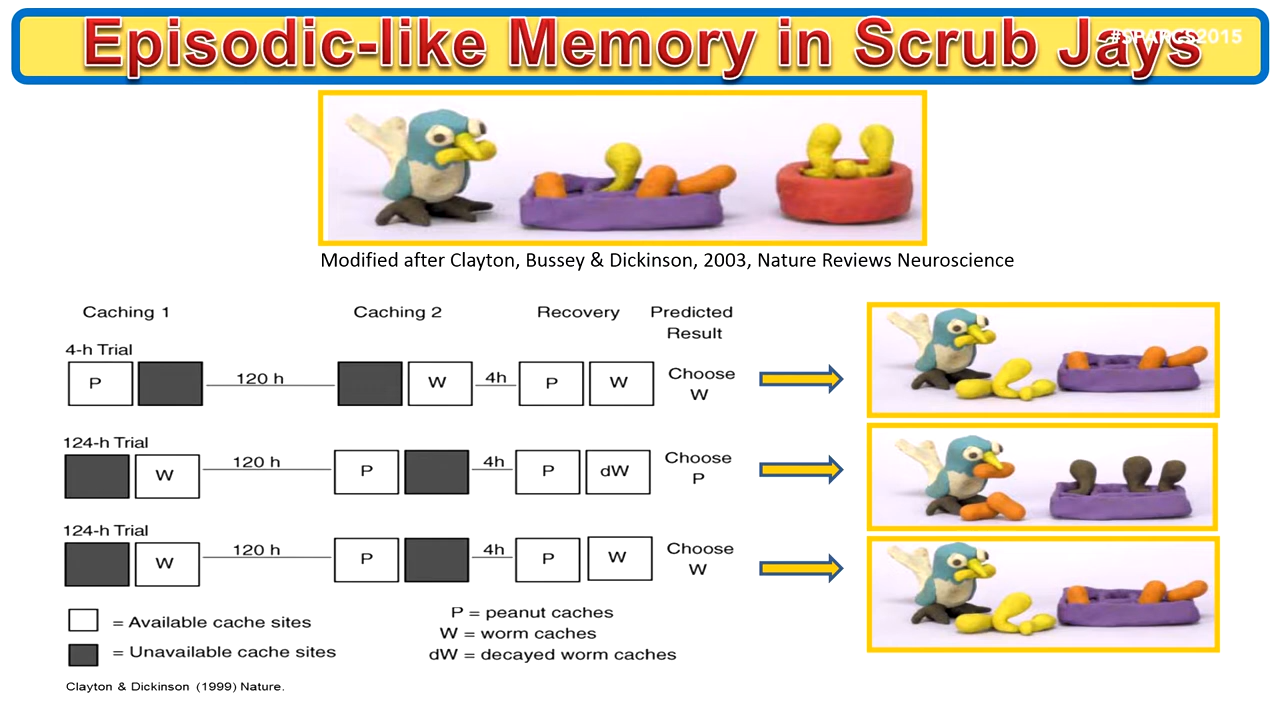 Episodic-like Memory in Scrub Jays
#SPARCS2015
Modified after Clayton, Bussey & Dickinson, 2003, Nature Reviews Neuroscience
Caching 1 Caching 2 Recovery Predicted
Result
4-h Trial
P 120 h W 4h P W Choose
W
124-h Trial
W 120 h P 4h P dW Choose
P
124-h Trial
W 120 h P 4h P W Choose
W
= Available cache sites
= Unavailable cache sites
P = peanut caches
W = worm caches
dW = decayed worm caches
Clayton & Dickinson (1999) Nature.